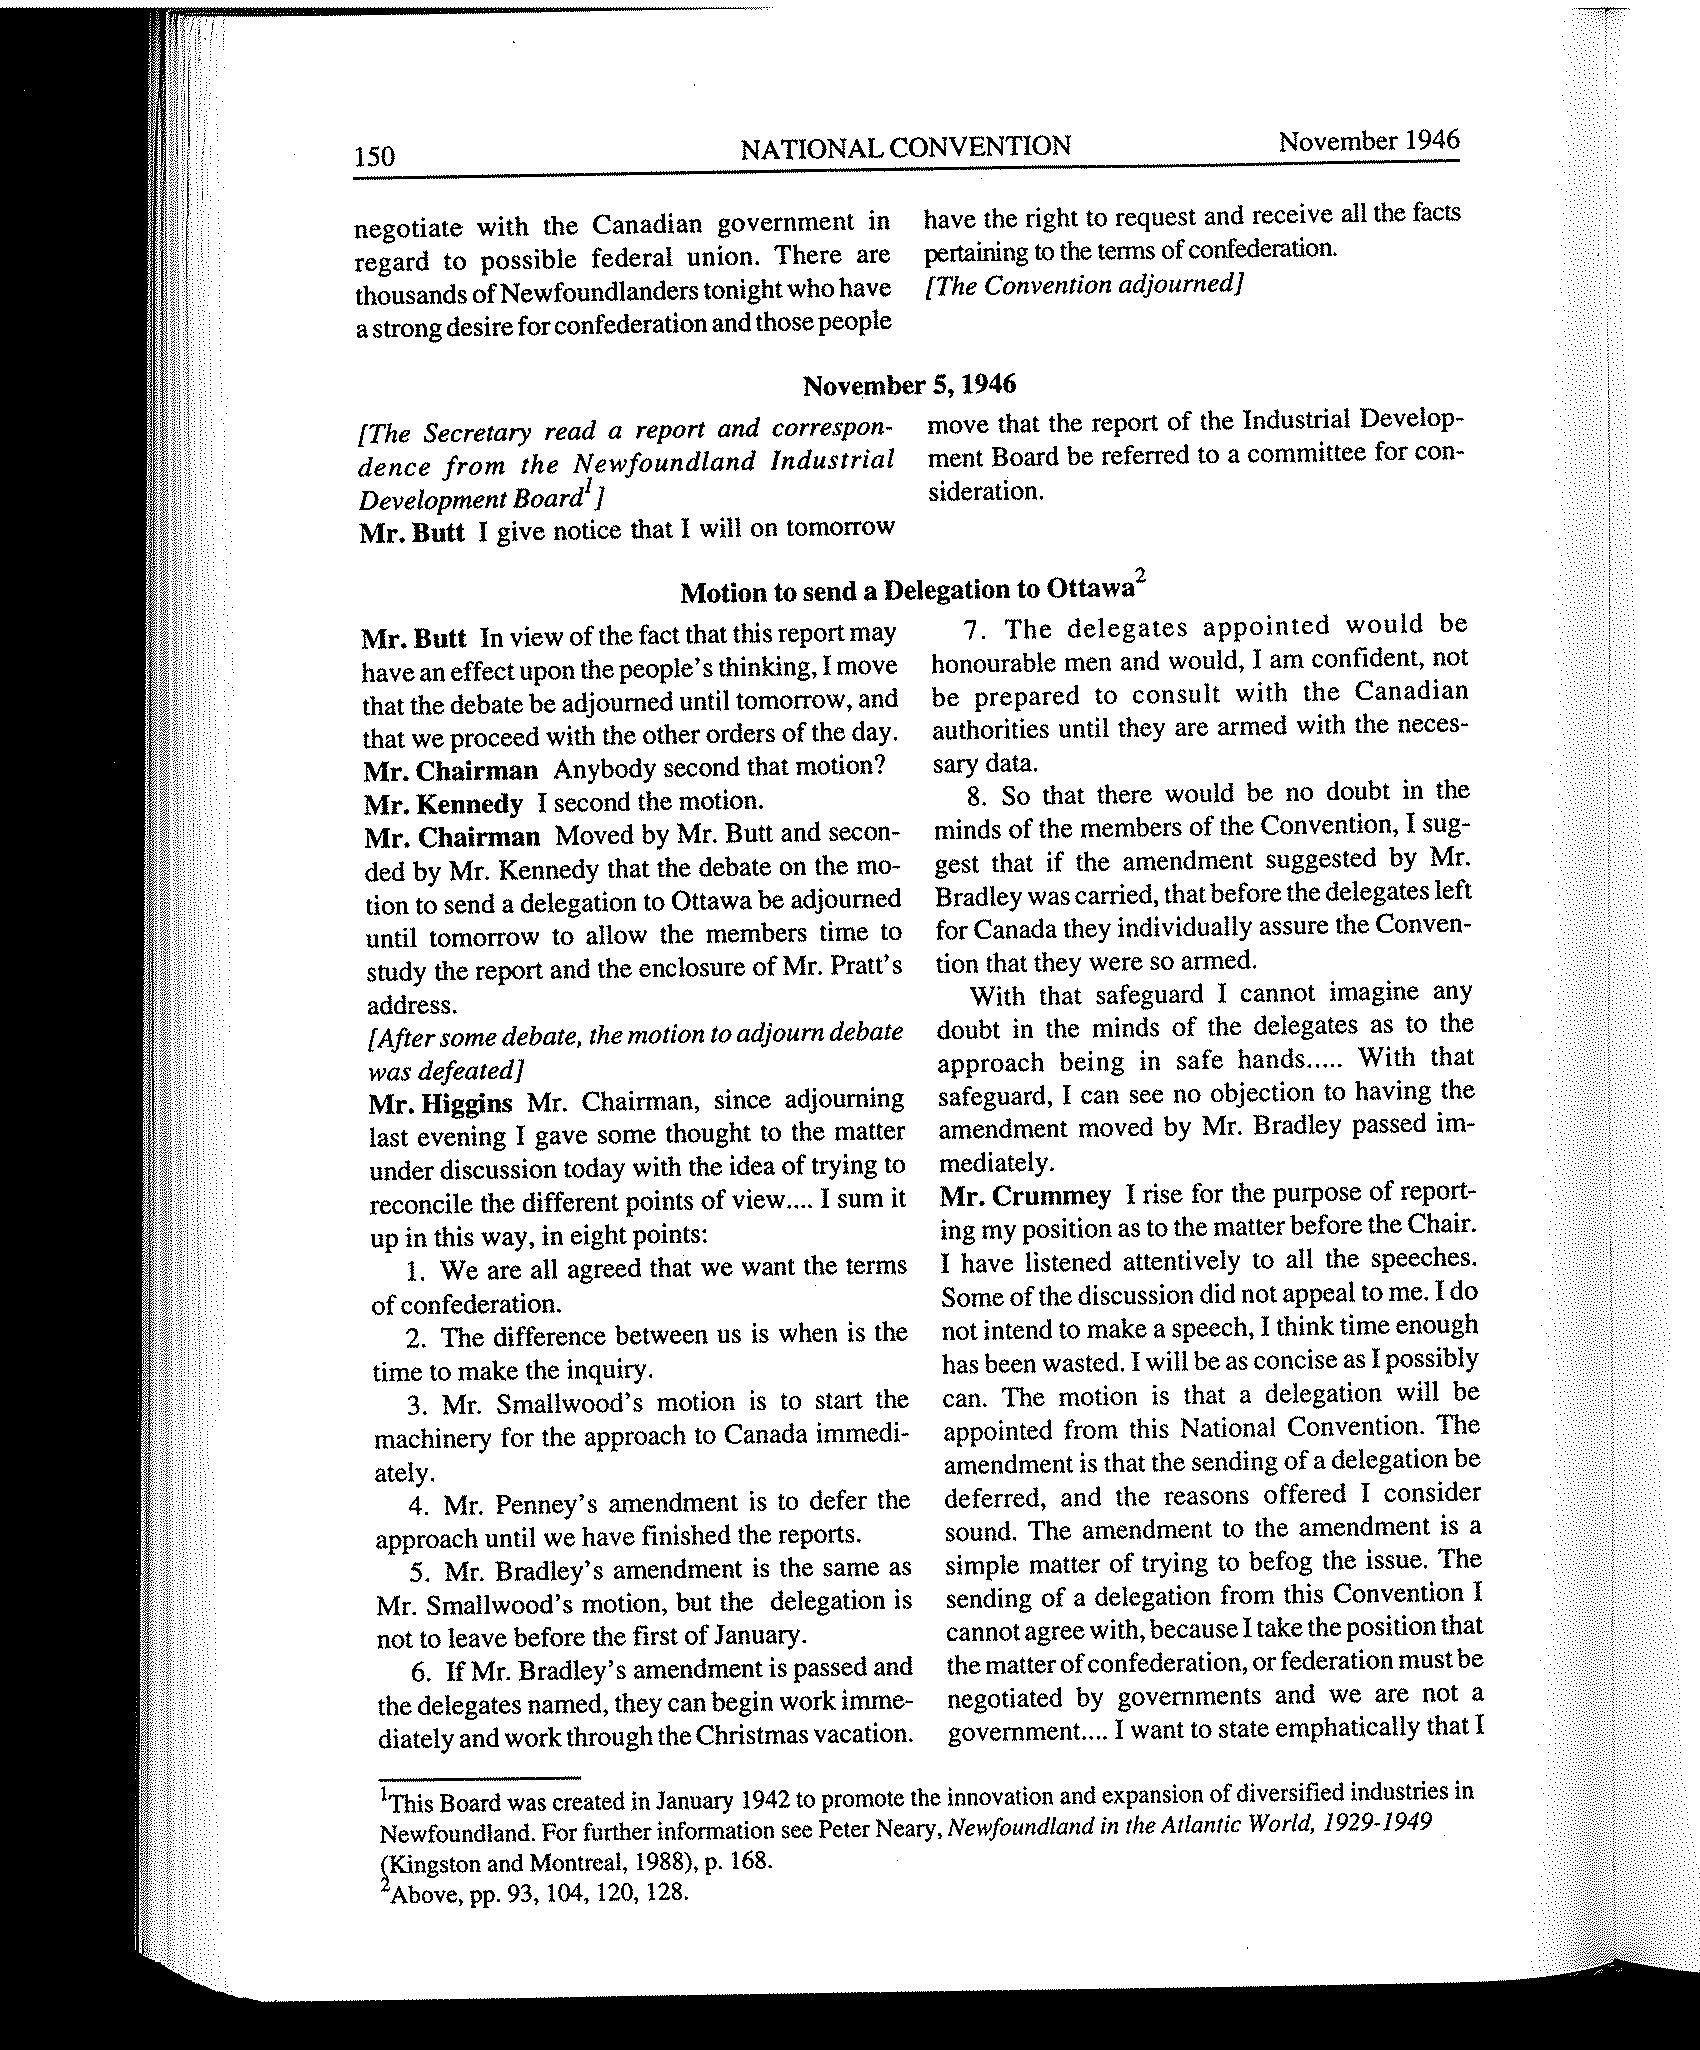 150
NATIONAL CONVENTION
November 1946
negotiate with the Canadian government in
regard to possible federal union. There are
thousands of Newfoundlanders tonight who have
a strong desire for confederation and those people
have the right to request and receive all the facts
pertaining to the terms of confederation.
[The Convention adjourned]
November 5, 1946
[The Secretary read a report and correspon-
dence from the Newfoundland Industrial
Development Board¹]
Mr. Butt I give notice that I will on tomorrow
move that the report of the Industrial Develop-
ment Board be referred to a committee for con-
sideration.
Motion to send a Delegation to Ottawa²
Mr. Butt In view of the fact that this report may
have an effect upon the people's thinking, I move
that the debate be adjourned until tomorrow, and
that we proceed with the other orders of the day.
Mr. Chairman Anybody second that motion?
Mr. Kennedy I second the motion.
Mr. Chairman Moved by Mr. Butt and secon-
ded by Mr. Kennedy that the debate on the mo-
tion to send a delegation to Ottawa be adjourned
until tomorrow to allow the members time to
study the report and the enclosure of Mr. Pratt's
address.
[After some debate, the motion to adjourn debate
was defeated]
Mr. Higgins Mr. Chairman, since adjourning
last evening I gave some thought to the matter
under discussion today with the idea of trying to
reconcile the different points of view.... I sum it
up in this way, in eight points:
1. We are all agreed that we want the terms
of confederation.
2. The difference between us is when is the
time to make the inquiry.
3. Mr. Smallwood's motion is to start the
machinery for the approach to Canada immedi-
ately.
4. Mr. Penney's amendment is to defer the
approach until we have finished the reports.
5. Mr. Bradley's amendment is the same as
Mr. Smallwood's motion, but the delegation is
not to leave before the first of January.
6. If Mr. Bradley's amendment is passed and
the delegates named, they can begin work imme-
diately and work through the Christmas vacation.
7. The delegates appointed would be
honourable men and would, I am confident, not
be prepared to consult with the Canadian
authorities until they are armed with the neces-
sary data.
8. So that there would be no doubt in the
minds of the members of the Convention, I sug-
gest that if the amendment suggested by Mr.
Bradley was carried, that before the delegates left
for Canada they individually assure the Conven-
tion that they were so armed.
With that safeguard I cannot imagine any
doubt in the minds of the delegates as to the
approach being in safe hands..... With that
safeguard, I can see no objection to having the
amendment moved by Mr. Bradley passed im-
mediately.
Mr. Crummey I rise for the purpose of report-
ing my position as to the matter before the Chair.
I have listened attentively to all the speeches.
Some of the discussion did not appeal to me. I do
not intend to make a speech, I think time enough
has been wasted. I will be as concise as I possibly
can. The motion is that a delegation will be
appointed from this National Convention. The
amendment is that the sending of a delegation be
deferred, and the reasons offered I consider
sound. The amendment to the amendment is a
simple matter of trying to befog the issue. The
sending of a delegation from this Convention I
cannot agree with, because I take the position that
the matter of confederation, or federation must be
negotiated by governments and we are not a
government.... I want to state emphatically that I
¹This Board was created in January 1942 to promote the innovation and expansion of diversified industries in
Newfoundland. For further information see Peter Neary, Newfoundland in the Atlantic World, 1929-1949
(Kingston and Montreal, 1988), p. 168.
²Above, pp. 93, 104, 120, 128.